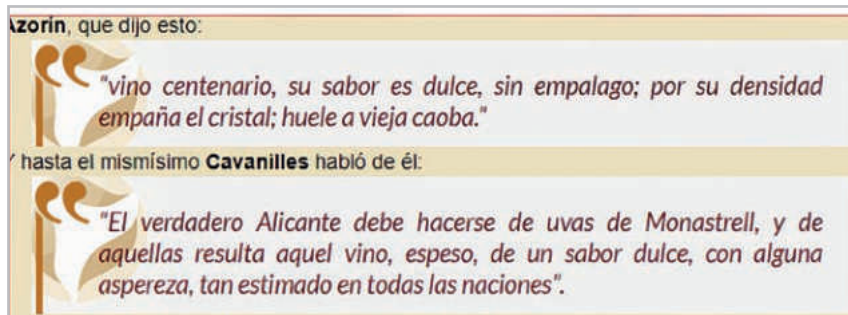 Azorín, que dijo esto:
"vino centenario, su sabor es dulce, sin empalago; por su densidad
empaña el cristal; huele a vieja caoba."
Y hasta el mismísimo Cavanilles habló de él:
"El verdadero Alicante debe hacerse de uvas de Monastrell, y de
aquellas resulta aquel vino, espeso, de un sabor dulce, con alguna
aspereza, tan estimado en todas las naciones".